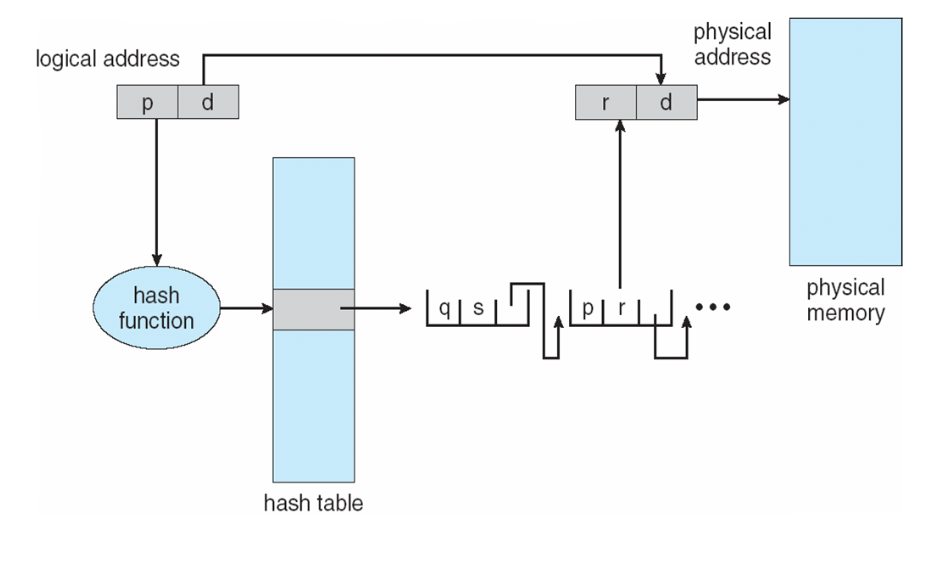 logical address
p d
physical
address
r d
hash
function
q s
p r
•••
physical
memory
hash table